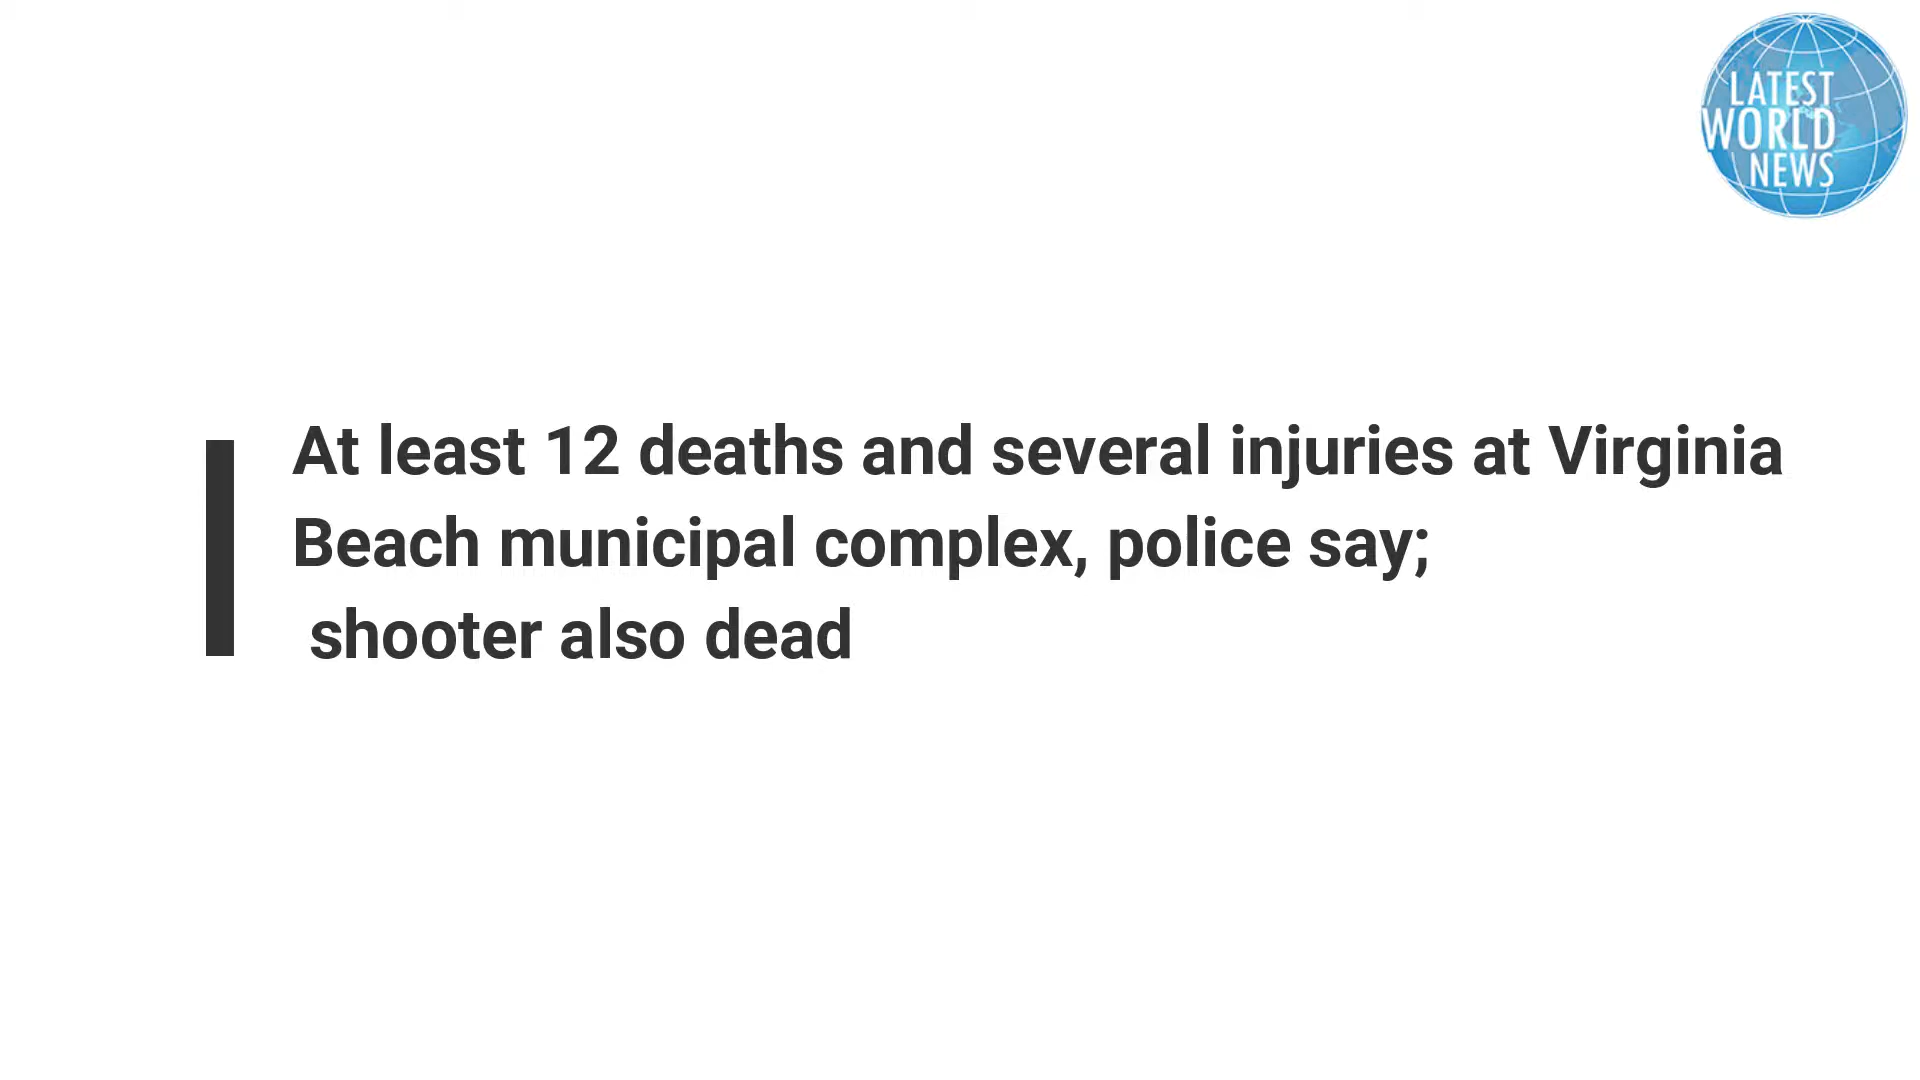 LATEST
WORLD
NEWS
At least 12 deaths and several injuries at Virginia
Beach municipal complex, police say;
shooter also dead